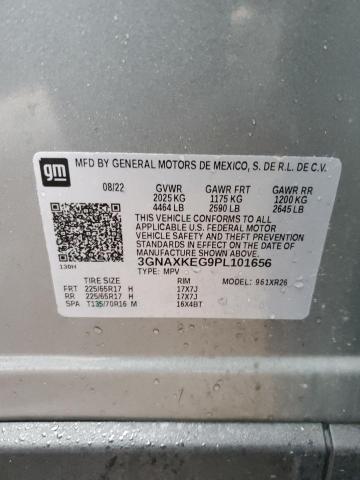 gm
MFD BY GENERAL MOTORS DE MEXICO, S. DE R.L. DE C.V.
08/22 GVWR GAWR FRT GAWR RR
2025 KG 1175 KG 1200 KG
4464 LB 2590 LB 2645 LB
THIS VEHICLE CONFORMS TO ALL
APPLICABLE U.S. FEDERAL MOTOR
VEHICLE SAFETY AND THEFT
PREVENTION STANDARDS IN EFFECT
ON THE DATE OF MANUFACTURE
SHOWN ABOVE.
3GNAXKEG9PL101656
130H TYPE: MPV
TIRE SIZE RIM MODEL: 961XR26
FRT 225/65R17 H 17X7J
RR 225/65R17 H 17X7J
SPA T135/70R16 M 16X4BT